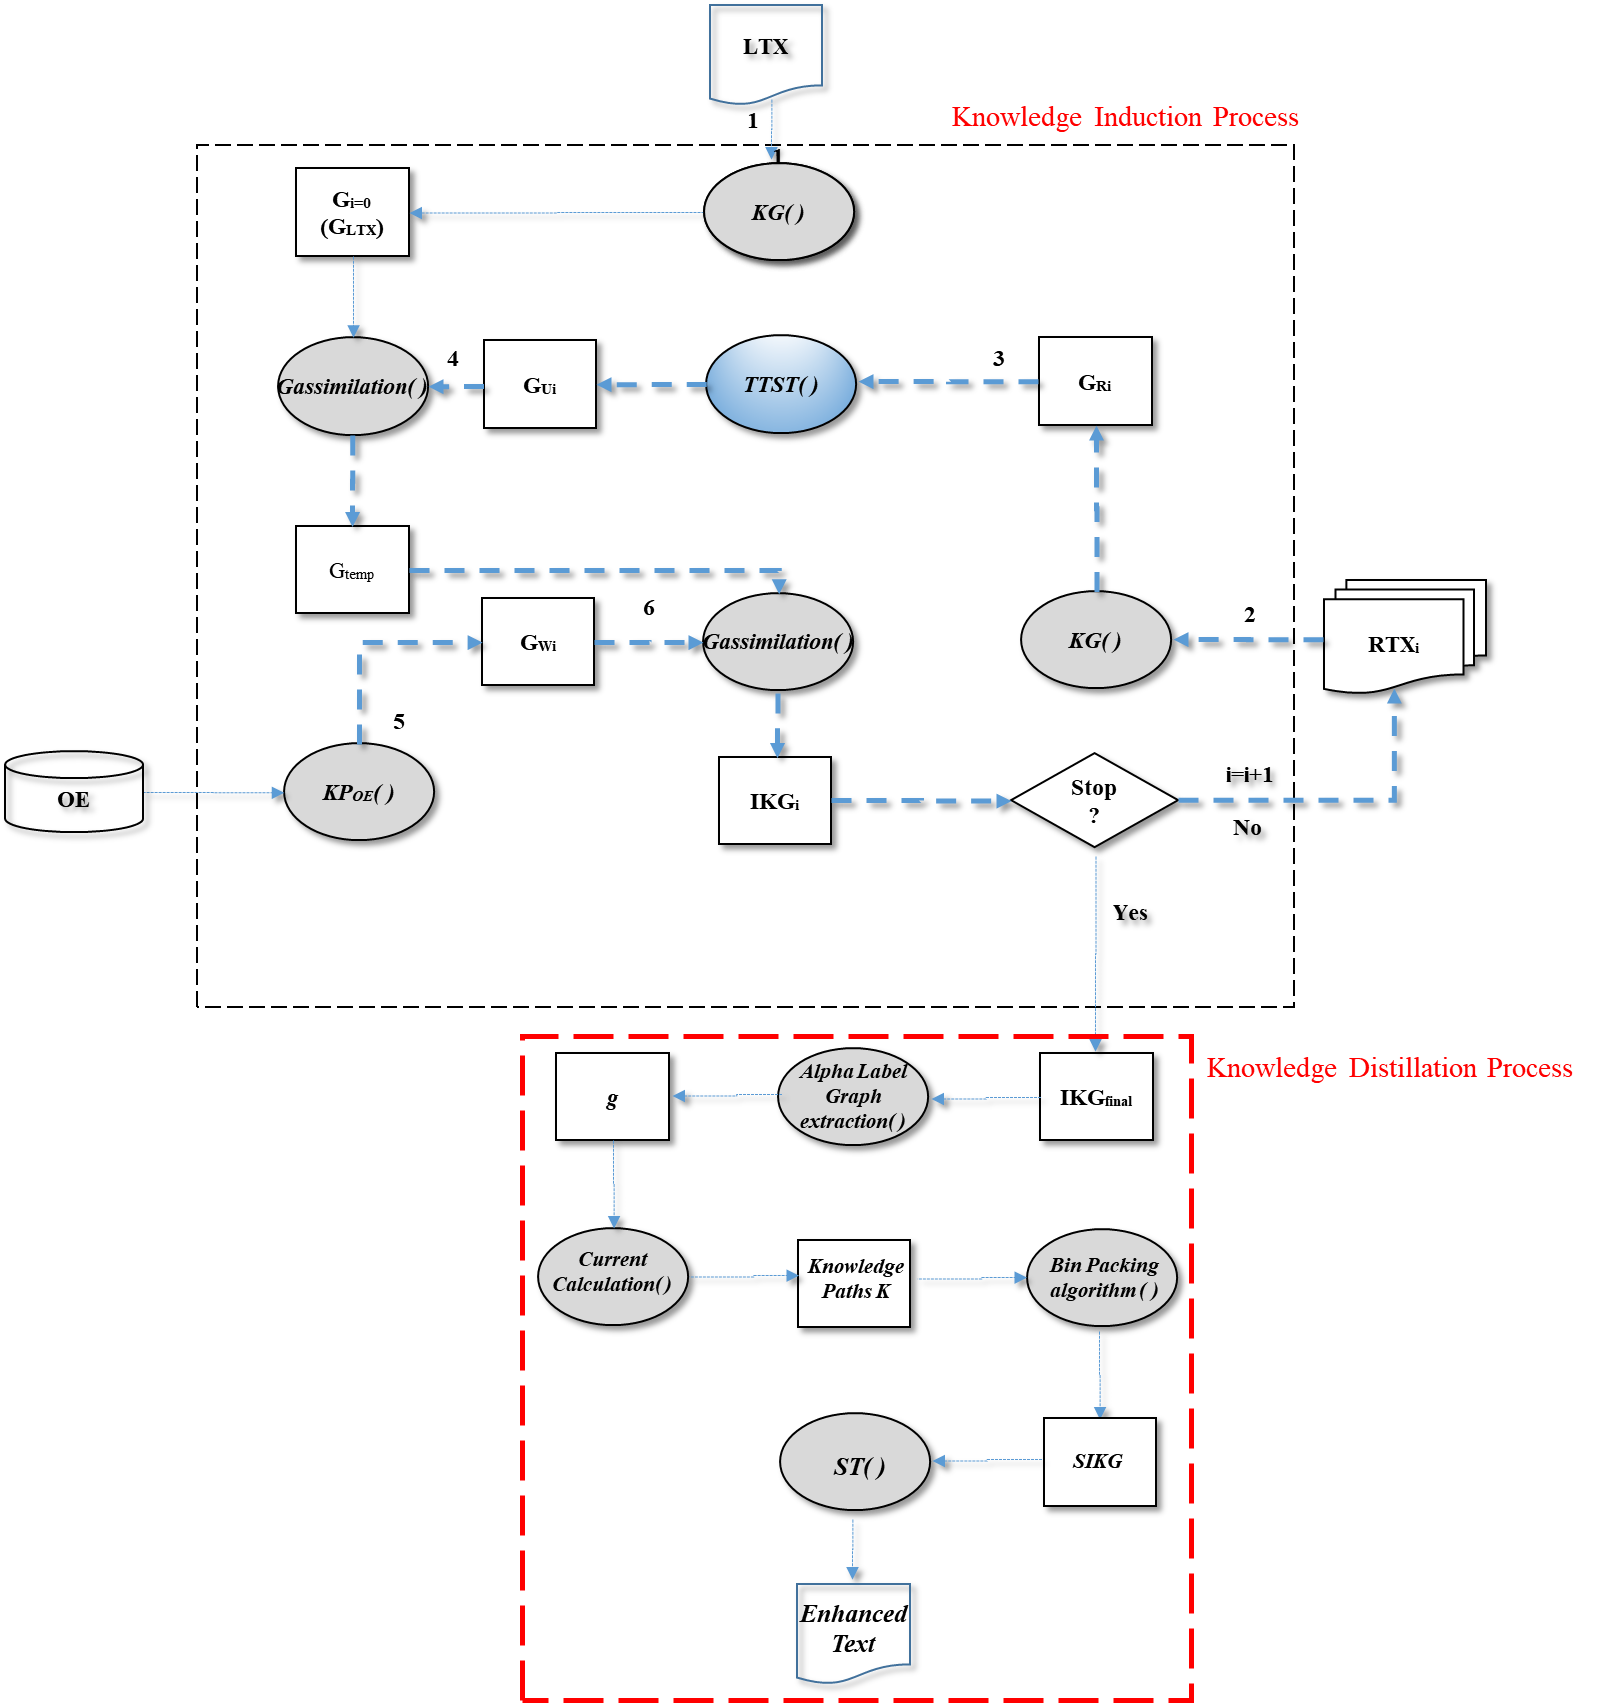 LTX
1
Knowledge Induction Process
1
KG( )
Gi=0
(GLTX)
Gassimilation( )
4
GUi
TTST( )
3
GRi
Gtemp
GWi
6
Gassimilation( )
KG( )
2
RTXi
5
OE
KPOE( )
IKGi
Stop
?
i=i+1
No
Yes
Knowledge Distillation Process
g
Alpha Label
Graph
extraction( )
IKGfinal
Current
Calculation( )
Knowledge
Paths K
Bin Packing
algorithm ( )
ST( )
SIKG
Enhanced
Text